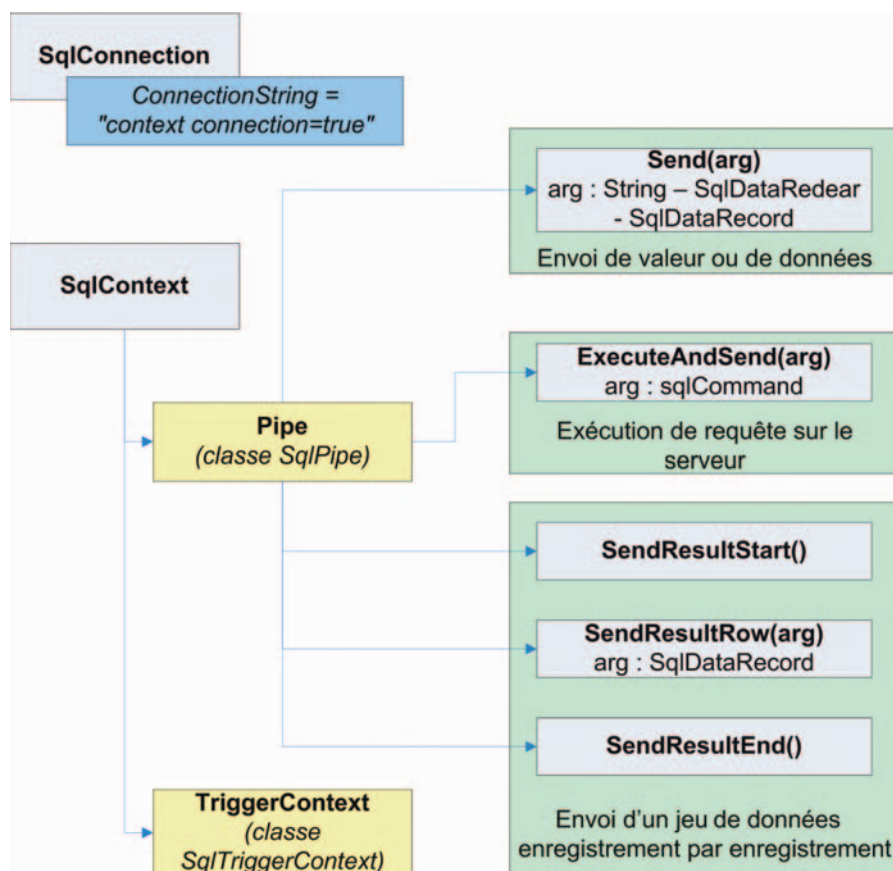 SqlConnection
ConnectionString =
"context connection=true"
Send(arg)
arg : String – SqlDataRedear
- SqlDataRecord
Envoi de valeur ou de données
SqlContext
ExecuteAndSend(arg)
arg : sqlCommand
Exécution de requête sur le
serveur
Pipe
(classe SqlPipe)
SendResultStart()
SendResultRow(arg)
arg : SqlDataRecord
SendResultEnd()
Envoi d'un jeu de données
enregistrement par enregistrement
TriggerContext
(classe
SqlTriggerContext)